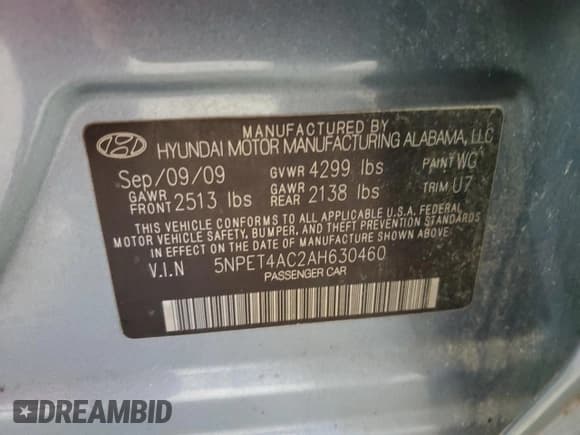 MANUFACTURED BY
HYUNDAI MOTOR MANUFACTURING ALABAMA, LLC
Sep/09/09 GVWR 4299 lbs PAINT WG
GAWR FRONT 2513 lbs GAWR REAR 2138 lbs TRIM U7
THIS VEHICLE CONFORMS TO ALL APPLICABLE U.S.A. FEDERAL
MOTOR VEHICLE SAFETY, BUMPER, AND THEFT PREVENTION STANDARDS
IN EFFECT ON THE DATE OF MANUFACTURE SHOWN ABOVE.
V.I.N 5NPET4AC2AH630460
PASSENGER CAR
DREAMBID